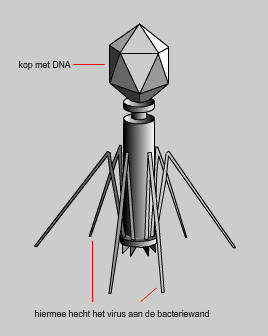 kop met DNA
hiermee hecht het virus aan de bacteriewand